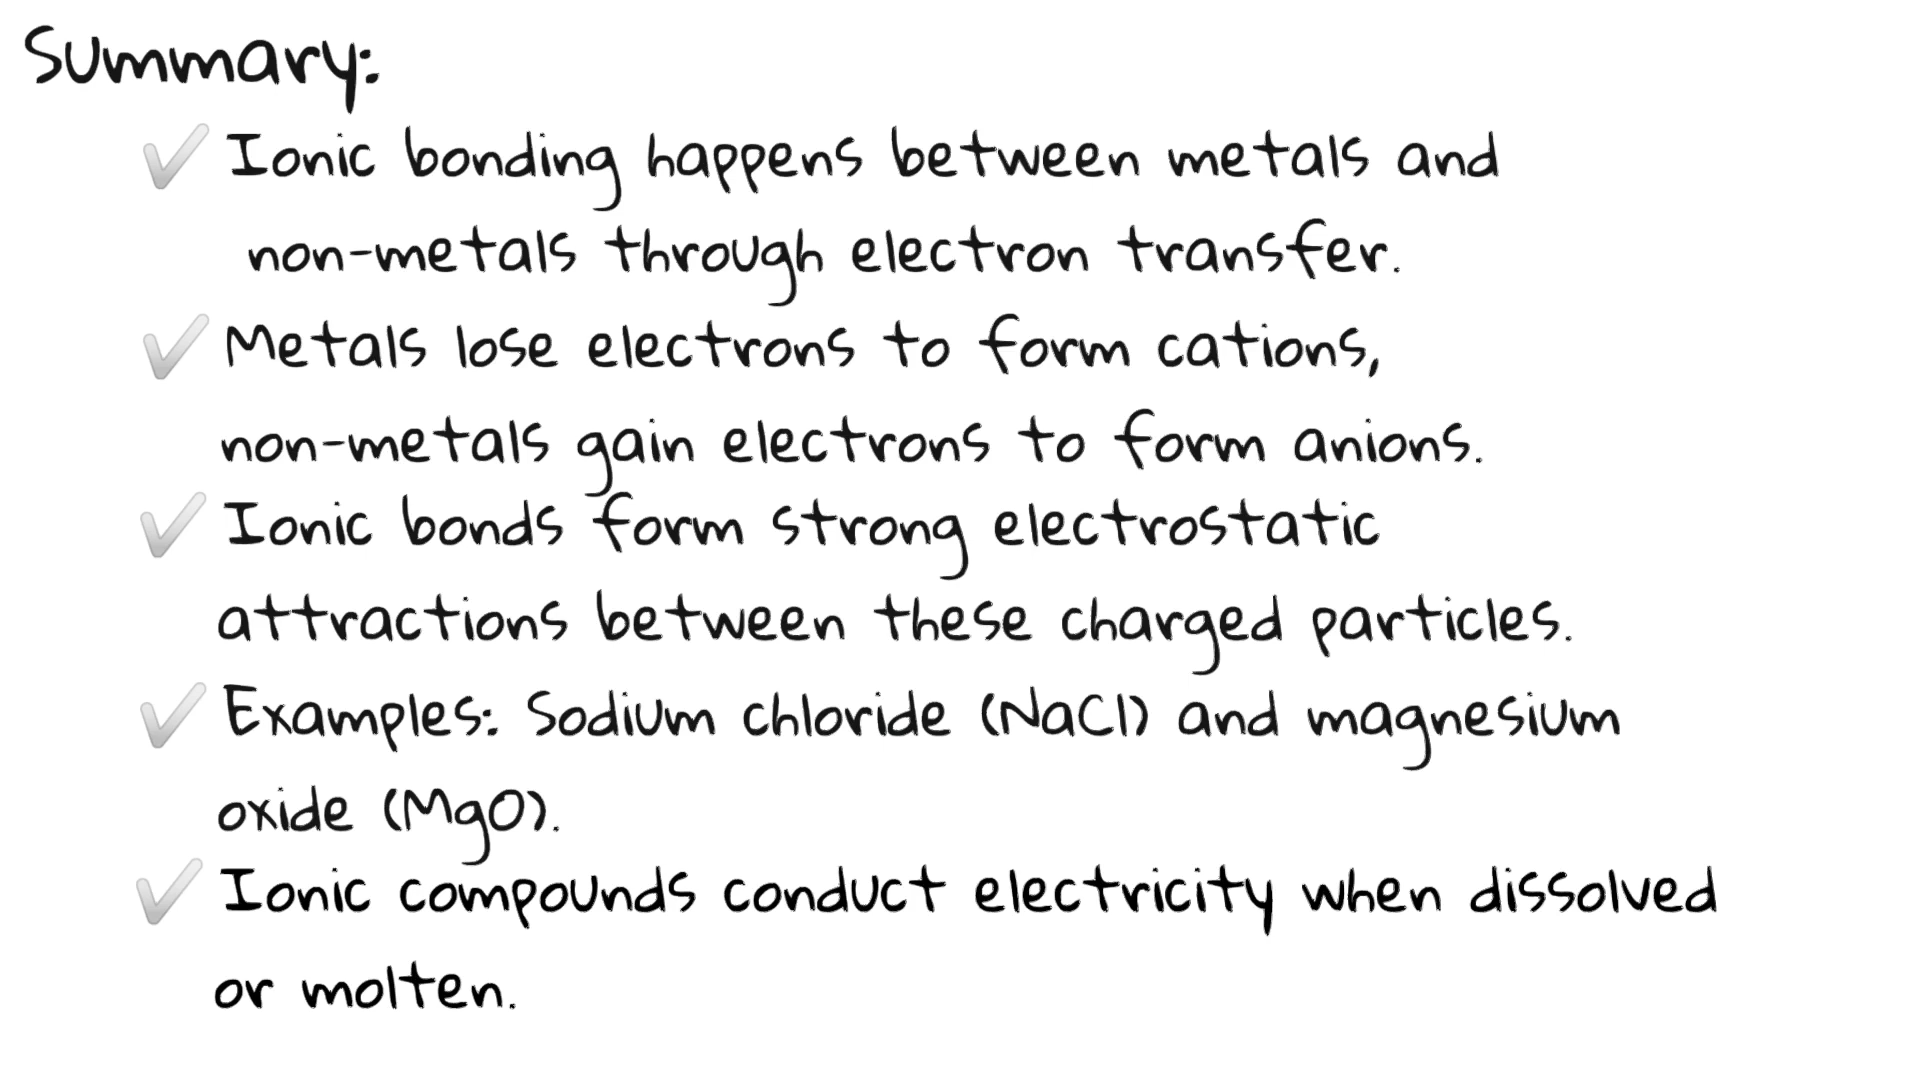 Summary:
✔ Ionic bonding happens between metals and
non-metals through electron transfer.
✔ Metals lose electrons to form cations,
non-metals gain electrons to form anions.
✔ Ionic bonds form strong electrostatic
attractions between these charged particles.
✔ Examples: Sodium chloride (NaCl) and magnesium
oxide (MgO).
✔ Ionic compounds conduct electricity when dissolved
or molten.